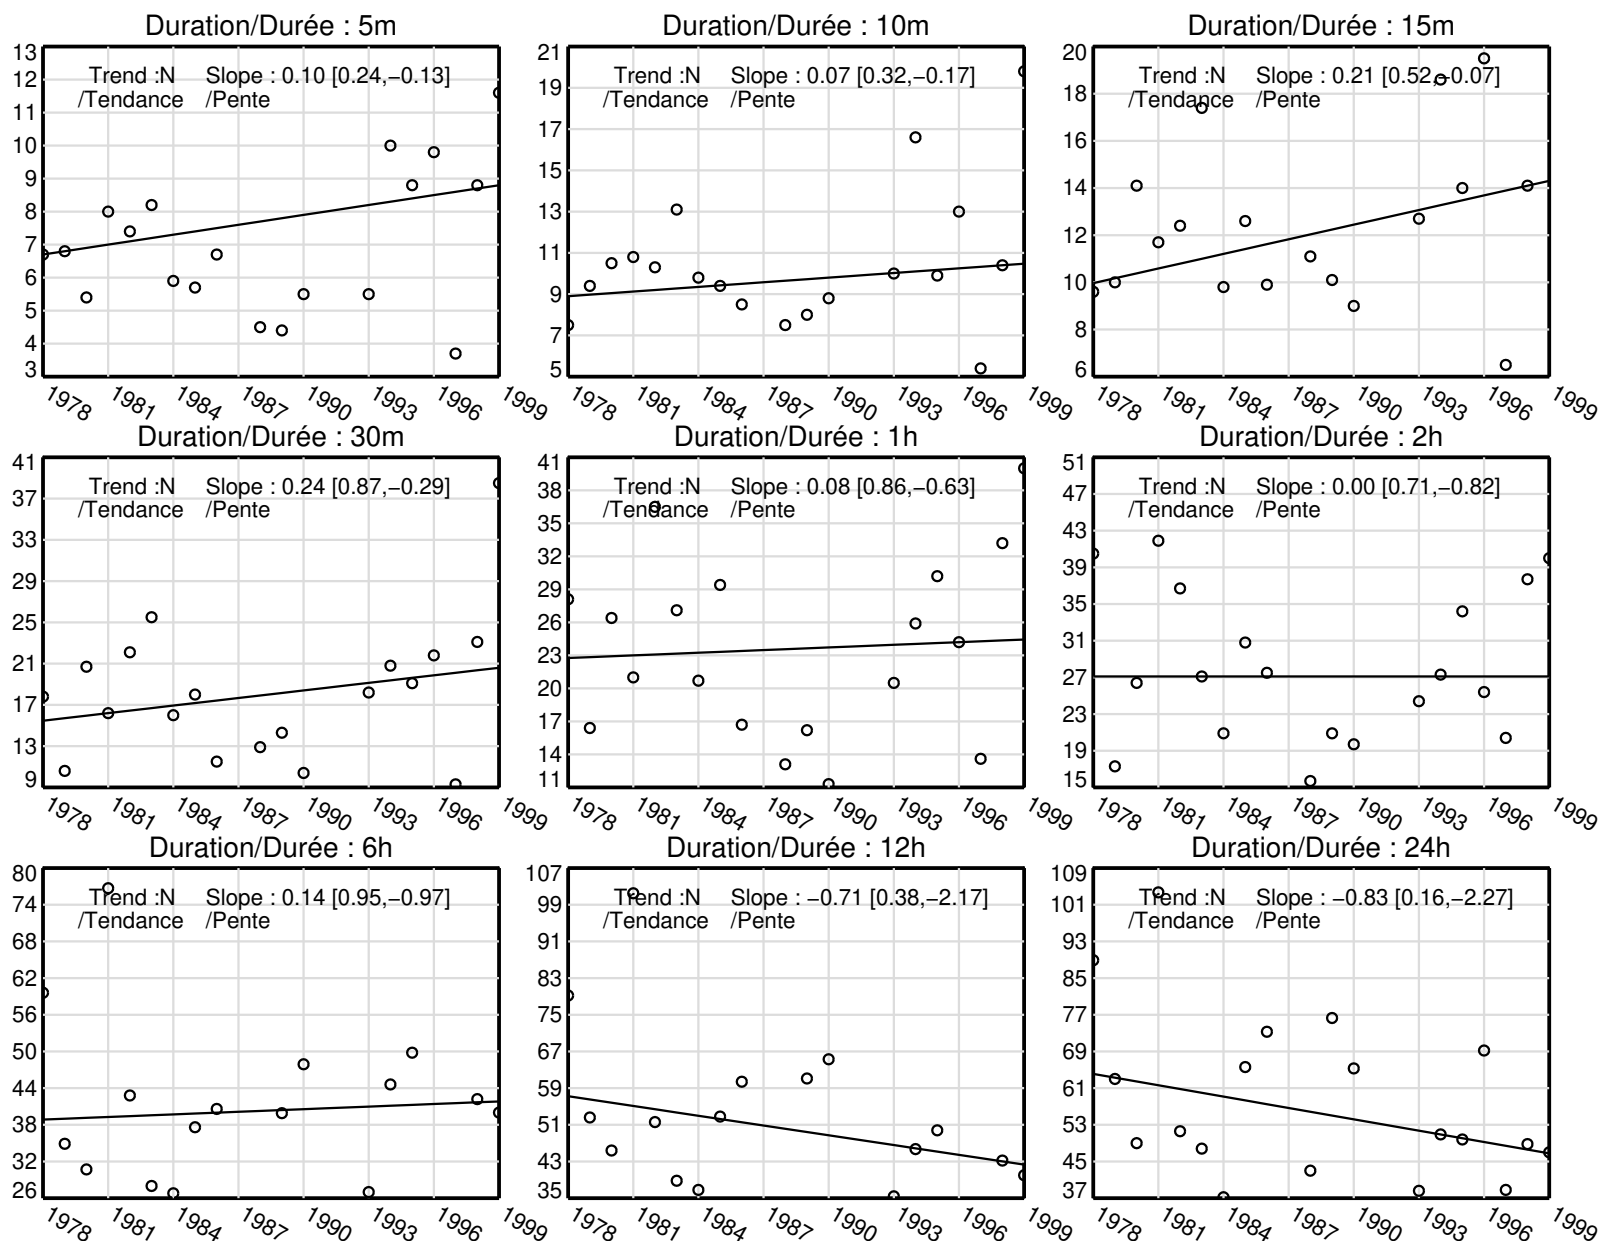 Duration/Durée : 5m
13
12
11
10
9
8
7
6
5
4
3
Trend :N Slope : 0.10 [0.24,−0.13]
/Tendance /Pente
1978 1981 1984 1987 1990 1993 1996 1999
Duration/Durée : 10m
21
19
17
15
13
11
9
7
5
Trend :N Slope : 0.07 [0.32,−0.17]
/Tendance /Pente
1978 1981 1984 1987 1990 1993 1996 1999
Duration/Durée : 15m
20
18
16
14
12
10
8
6
Trend :N Slope : 0.21 [0.52,−0.07]
/Tendance /Pente
1978 1981 1984 1987 1990 1993 1996 1999
Duration/Durée : 30m
41
37
33
29
25
21
17
13
9
Trend :N Slope : 0.24 [0.87,−0.29]
/Tendance /Pente
1978 1981 1984 1987 1990 1993 1996 1999
Duration/Durée : 1h
41
38
35
32
29
26
23
20
17
14
11
Trend :N Slope : 0.08 [0.86,−0.63]
/Tendance /Pente
1978 1981 1984 1987 1990 1993 1996 1999
Duration/Durée : 2h
51
47
43
39
35
31
27
23
19
15
Trend :N Slope : 0.00 [0.71,−0.82]
/Tendance /Pente
1978 1981 1984 1987 1990 1993 1996 1999
Duration/Durée : 6h
80
74
68
62
56
50
44
38
32
26
Trend :N Slope : 0.14 [0.95,−0.97]
/Tendance /Pente
1978 1981 1984 1987 1990 1993 1996 1999
Duration/Durée : 12h
107
99
91
83
75
67
59
51
43
35
Trend :N Slope : −0.71 [0.38,−2.17]
/Tendance /Pente
1978 1981 1984 1987 1990 1993 1996 1999
Duration/Durée : 24h
109
101
93
85
77
69
61
53
45
37
Trend :N Slope : −0.83 [0.16,−2.27]
/Tendance /Pente
1978 1981 1984 1987 1990 1993 1996 1999